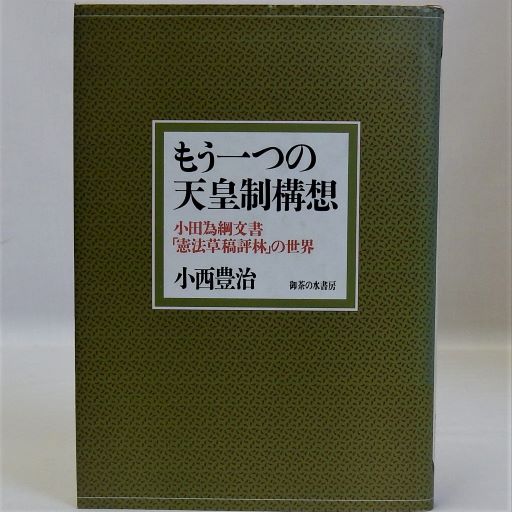 もう一つの
天皇制構想
小田為綱文書
「憲法草稿評林」の世界
小西豊治
御茶の水書房